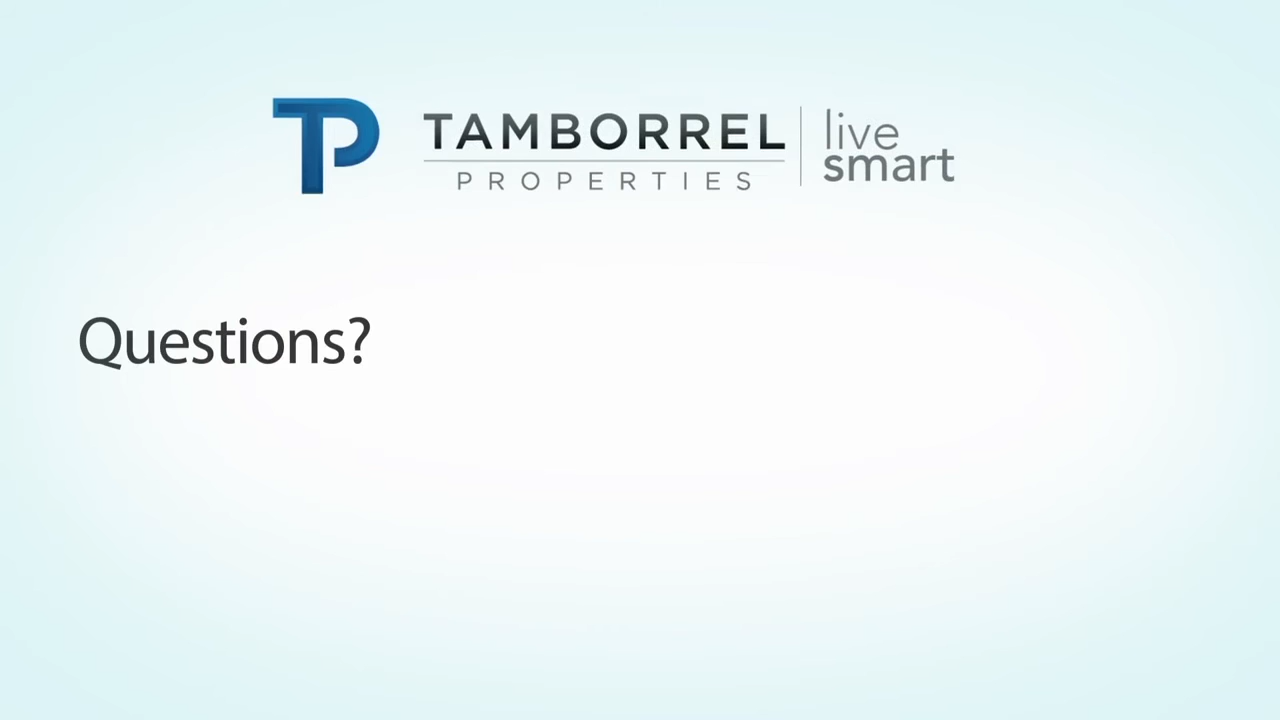 TP
TAMBORREL
PROPERTIES
live
smart
Questions?